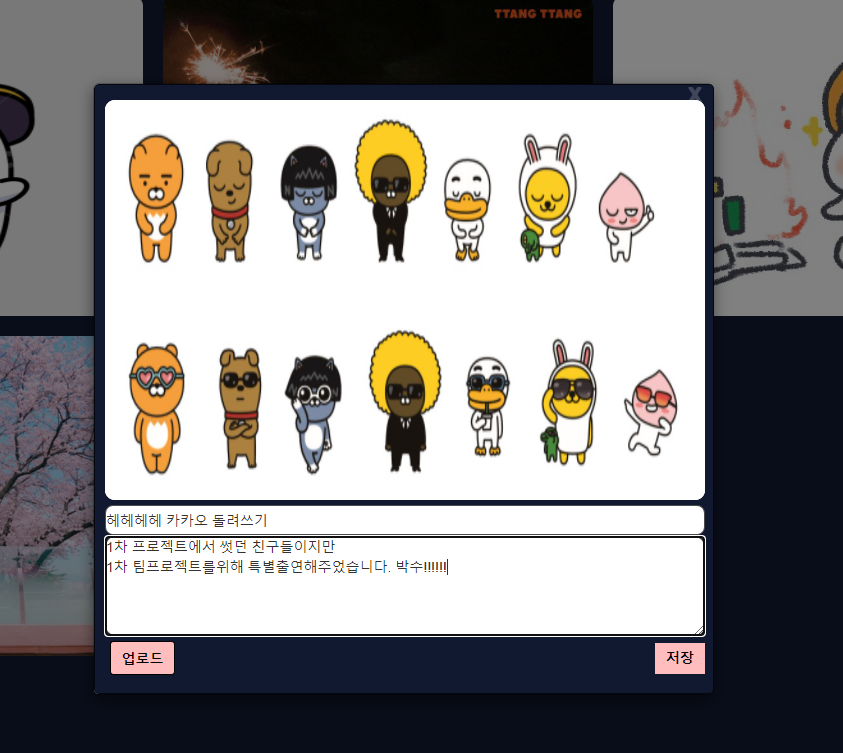 TTANG TTANG
X
헤헤헤헤 카카오 돌려쓰기
1차 프로젝트에서 썻던 친구들이지만
1차 팀프로젝트를위해 특별출연해주었습니다. 박수!!!!!!
업로드
저장